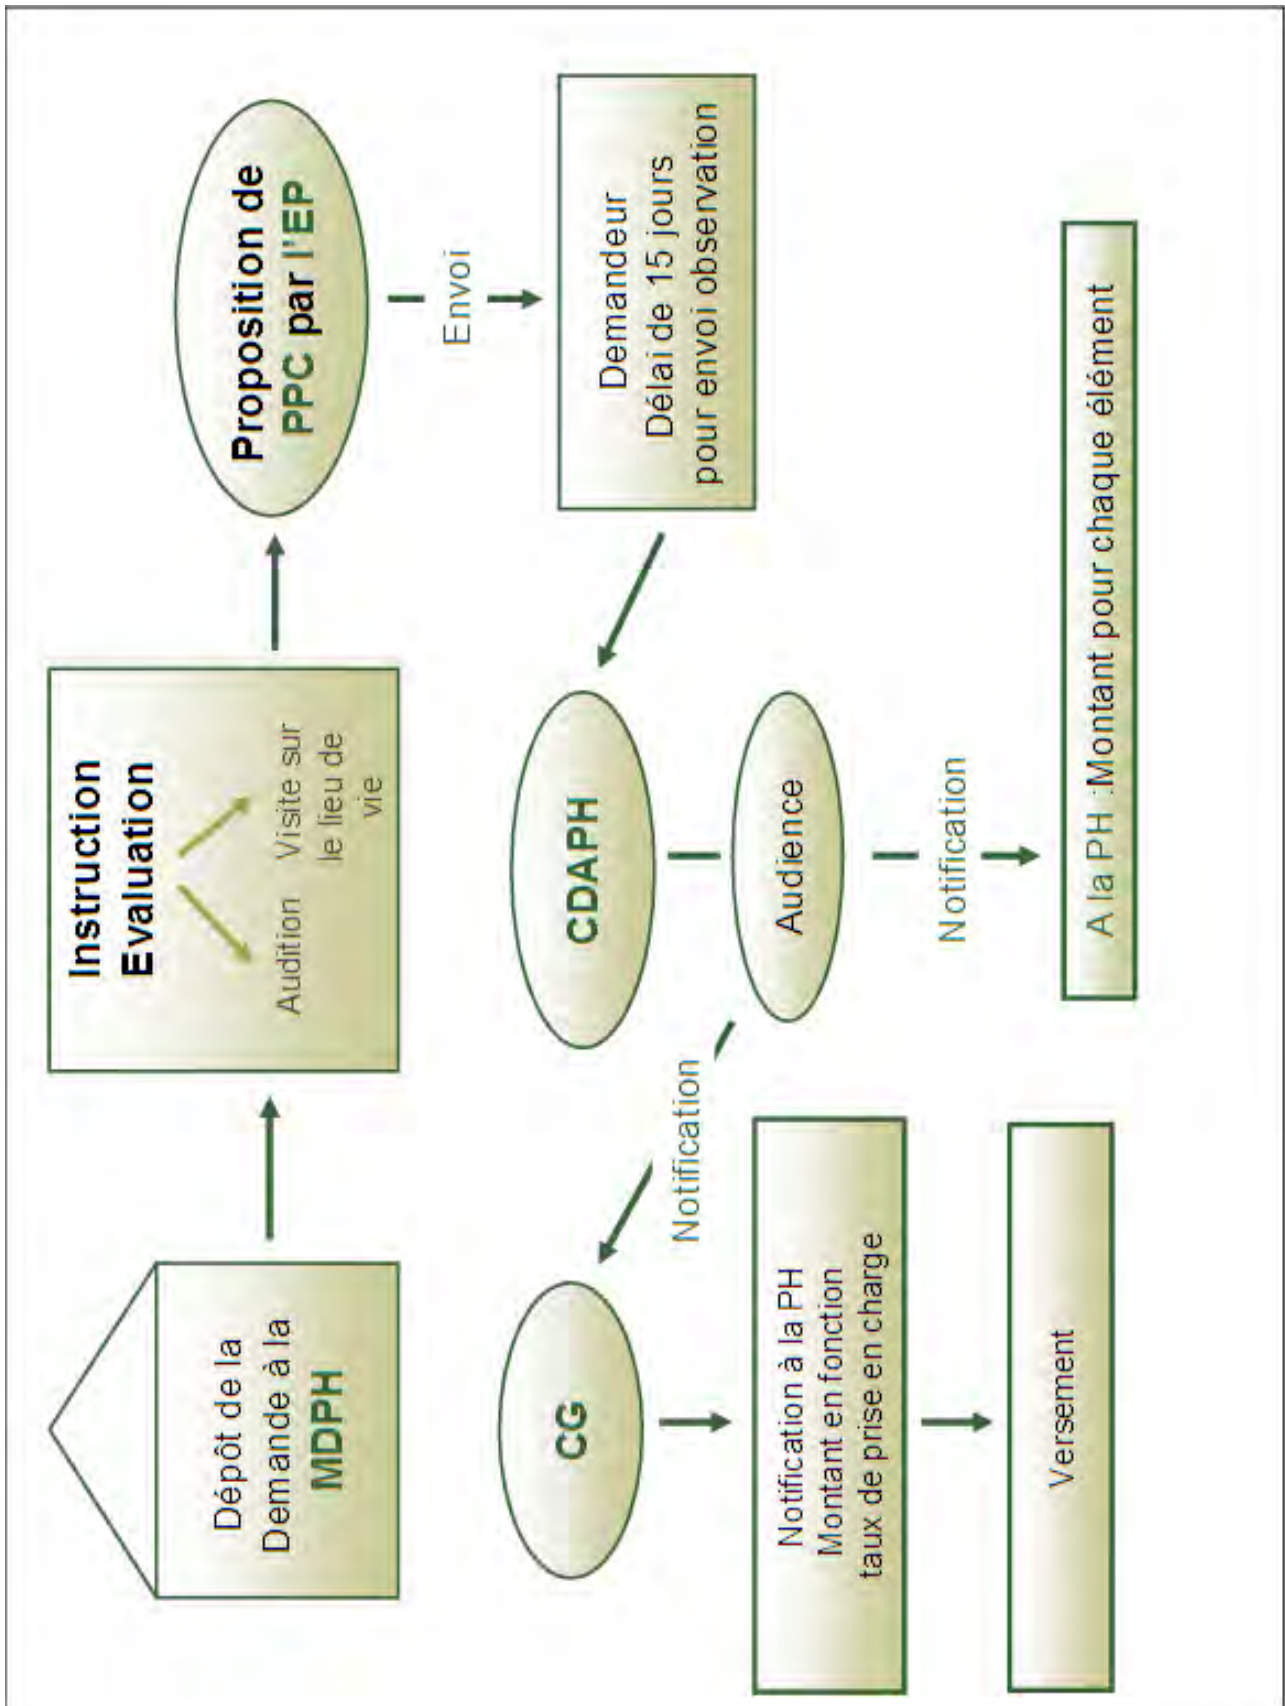 Dépôt de la
Demande à la
MDPH
Instruction
Evaluation
Audition
Visite sur
le lieu de
vie
Proposition de
PPC par l'EP
Envoi
Demandeur
Délai de 15 jours
pour envoi observation
CDAPH
Audience
Notification
A la PH :Montant pour chaque élément
Notification
CG
Notification à la PH
Montant en fonction
taux de prise en charge
Versement